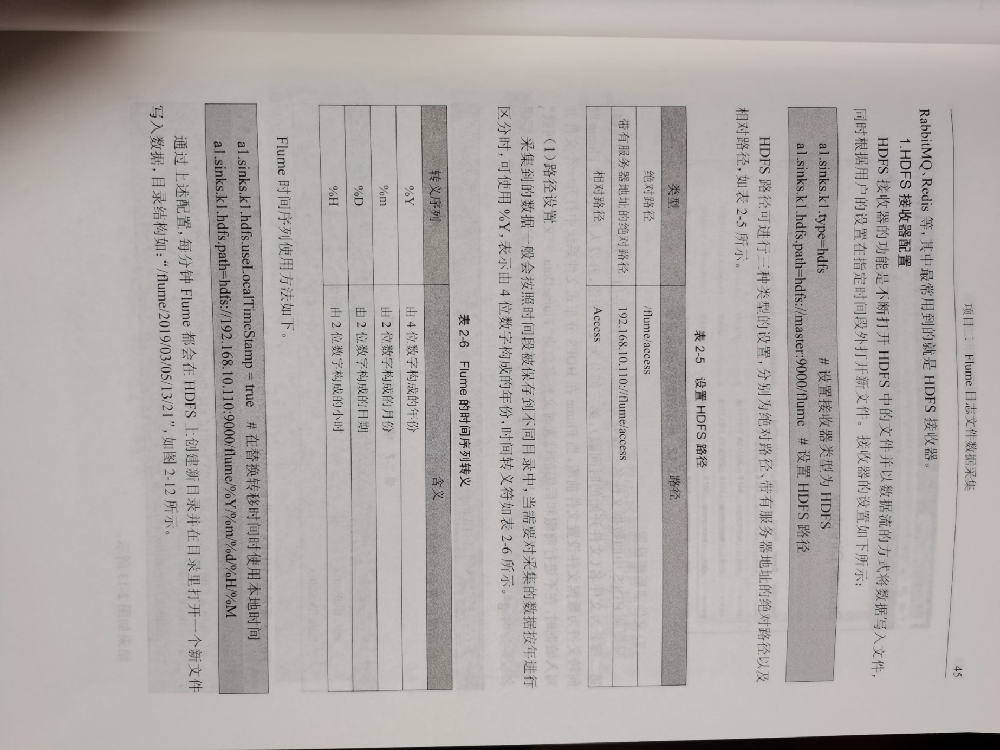 项目二 Flume 日志文件数据采集 45
RabbitMQ、Redis 等，其中最常用到的就是 HDFS 接收器。
1.HDFS 接收器配置
HDFS 接收器的功能是不断打开 HDFS 中的文件并以数据流的方式将数据写入文件，
同时根据用户的设置在指定时间段外打开新文件。接收器的设置如下所示：
a1.sinks.k1.type=hdfs # 设置接收器类型为 HDFS
a1.sinks.k1.hdfs.path=hdfs://master:9000/flume # 设置 HDFS 路径
HDFS 路径可进行三种类型的设置，分别为绝对路径、带有服务器地址的绝对路径以及
相对路径，如表 2-5 所示。
表 2-5 设置 HDFS 路径
类型 路径
绝对路径 /flume/access
带有服务器地址的绝对路径 192.168.10.110://flume/access
相对路径 Access
（1）路径设置
采集到的数据一般会按照时间段被保存到不同目录中，当需要对采集的数据按年进行
区分时，可使用 %Y，表示由 4 位数字构成的年份，时间转义符如表 2-6 所示。
表 2-6 Flume 的时间序列转义
转义序列 含义
%Y 由 4 位数字构成的年份
%m 由 2 位数字构成的月份
%D 由 2 位数字构成的日期
%H 由 2 位数字构成的小时
Flume 时间序列使用方法如下。
a1.sinks.k1.hdfs.useLocalTimeStamp = true # 在替换转移时间时使用本地时间
a1.sinks.k1.hdfs.path=hdfs://192.168.10.110:9000/flume/%Y/%m/%d/%H/%M
通过上述配置，每分钟 Flume 都会在 HDFS 上创建新目录并在目录里打开一个新文件
写入数据，目录结构如：“/flume/2019/03/05/13/21”，如图 2-12 所示。